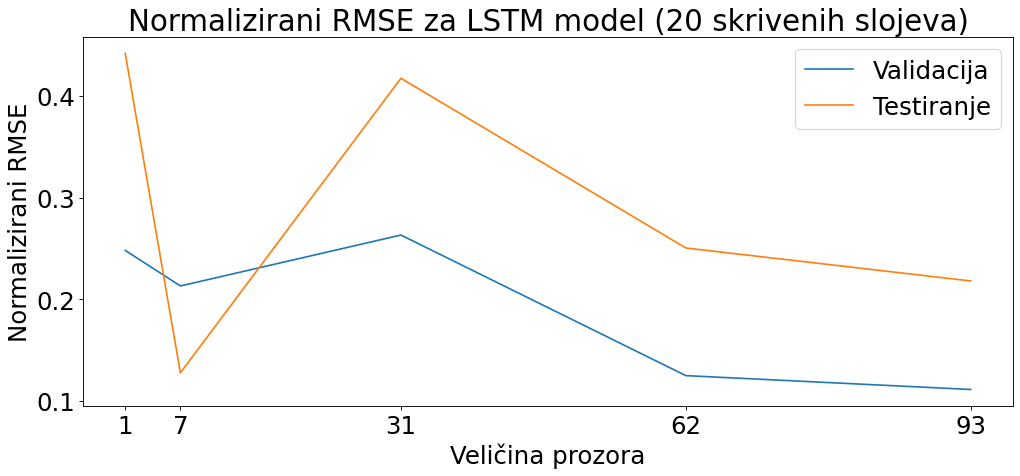 Normalizirani RMSE za LSTM model (20 skrivenih slojeva)
Validacija
Testiranje
Normalizirani RMSE
0.4
0.3
0.2
0.1
1 7 31 62 93
Veličina prozora